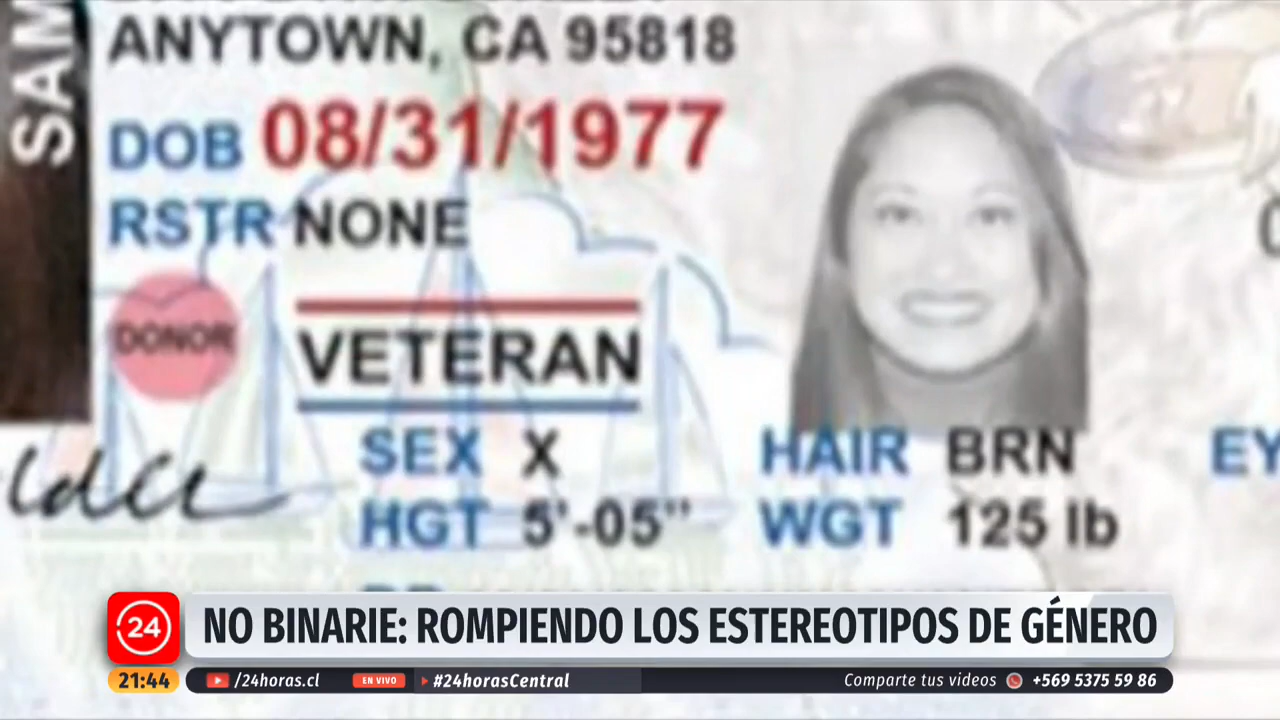 SAM
ANYTOWN, CA 95818
DOB 08/31/1977
RSTR NONE
DONOR
VETERAN
SEX X
HAIR BRN
EY
HGT 5'-05"
WGT 125 lb
24
NO BINARIE: ROMPIENDO LOS ESTEREOTIPOS DE GÉNERO
21:44
/24horas.cl
EN VIVO
#24horasCentral
Comparte tus videos
+569 5375 59 86